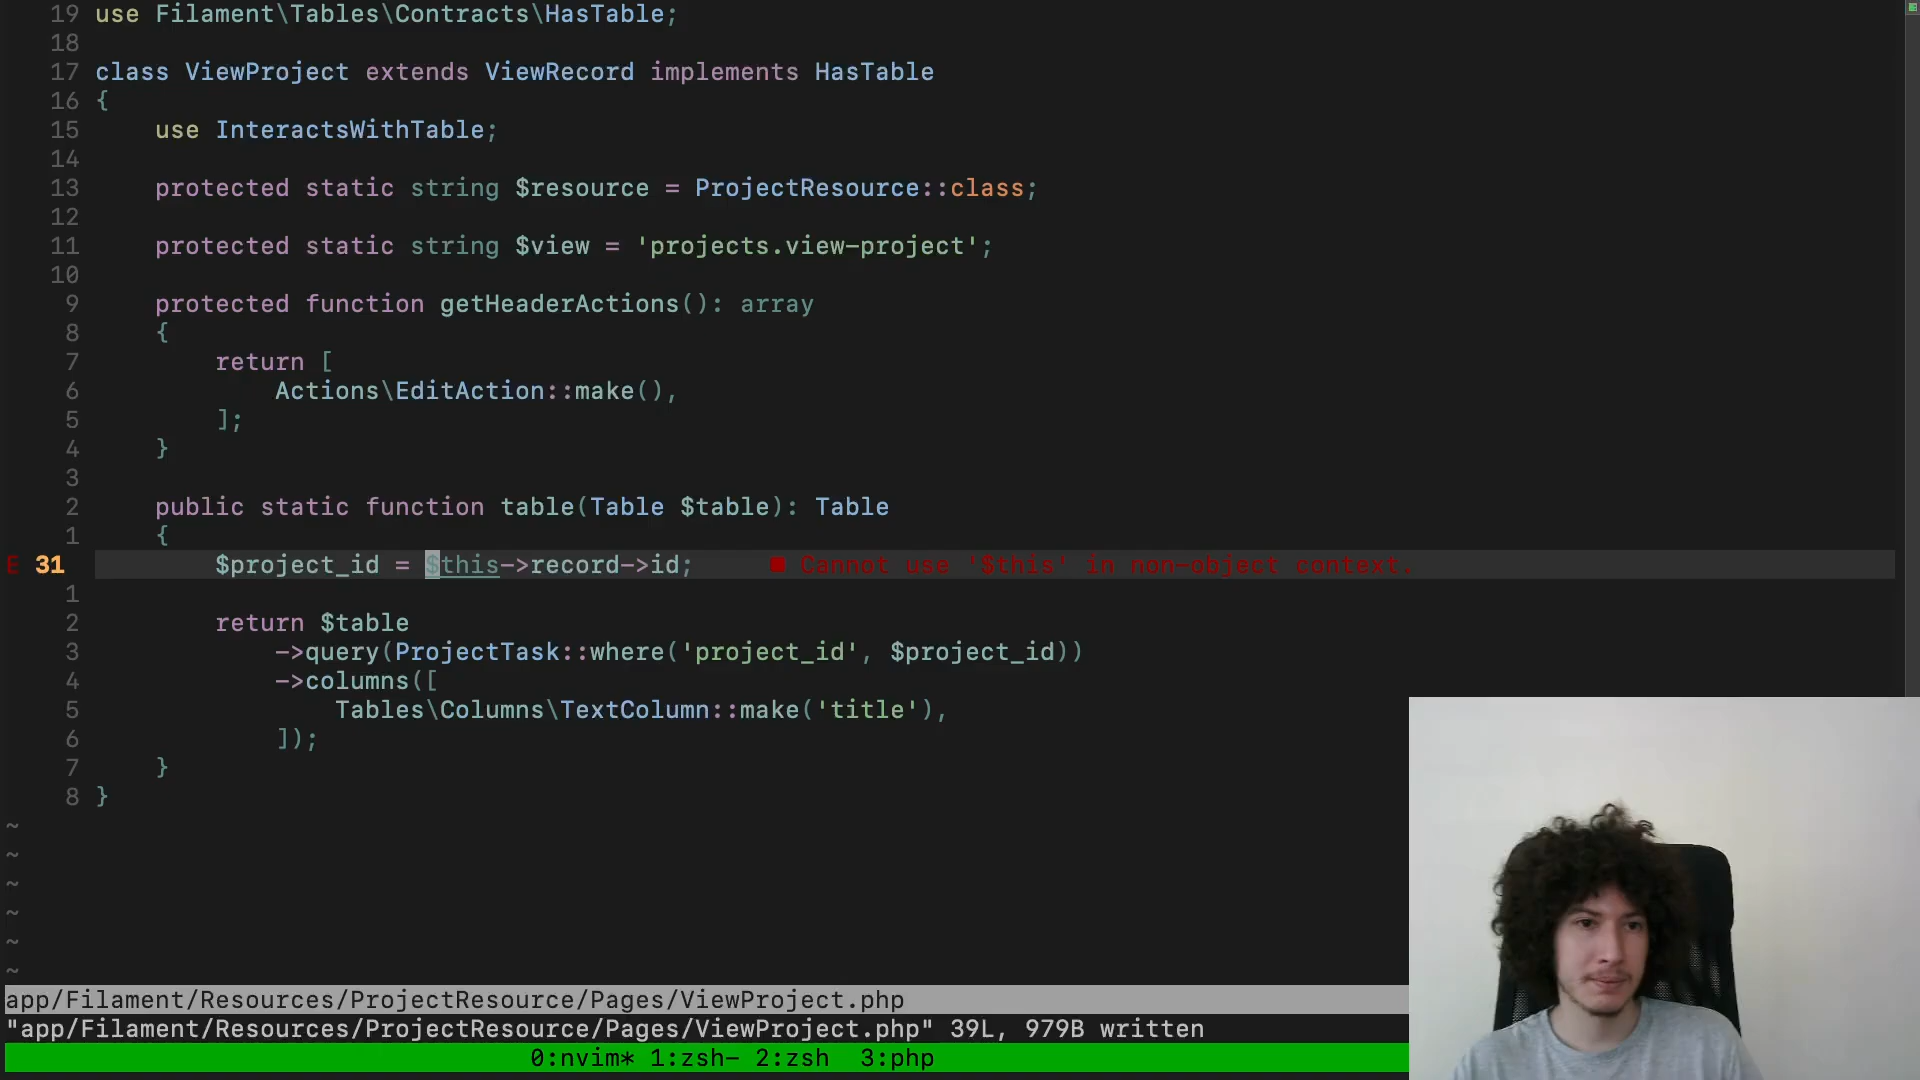 19 use Filament\Tables\Contracts\HasTable;
18
17 class ViewProject extends ViewRecord implements HasTable
16 {
15     use InteractsWithTable;
14
13     protected static string $resource = ProjectResource::class;
12
11     protected static string $view = 'projects.view-project';
10
9     protected function getHeaderActions(): array
8     {
7         return [
6             Actions\EditAction::make(),
5         ];
4     }
3
2     public static function table(Table $table): Table
1     {
E 31         $project_id = $this->record->id;     ■ Cannot use '$this' in non-object context.
1
2         return $table
3             ->query(ProjectTask::where('project_id', $project_id))
4             ->columns([
5                 Tables\Columns\TextColumn::make('title'),
6             ]);
7     }
8 }
~
~
~
~
~
~
app/Filament/Resources/ProjectResource/Pages/ViewProject.php
"app/Filament/Resources/ProjectResource/Pages/ViewProject.php" 39L, 979B written
0:nvim* 1:zsh- 2:zsh  3:php